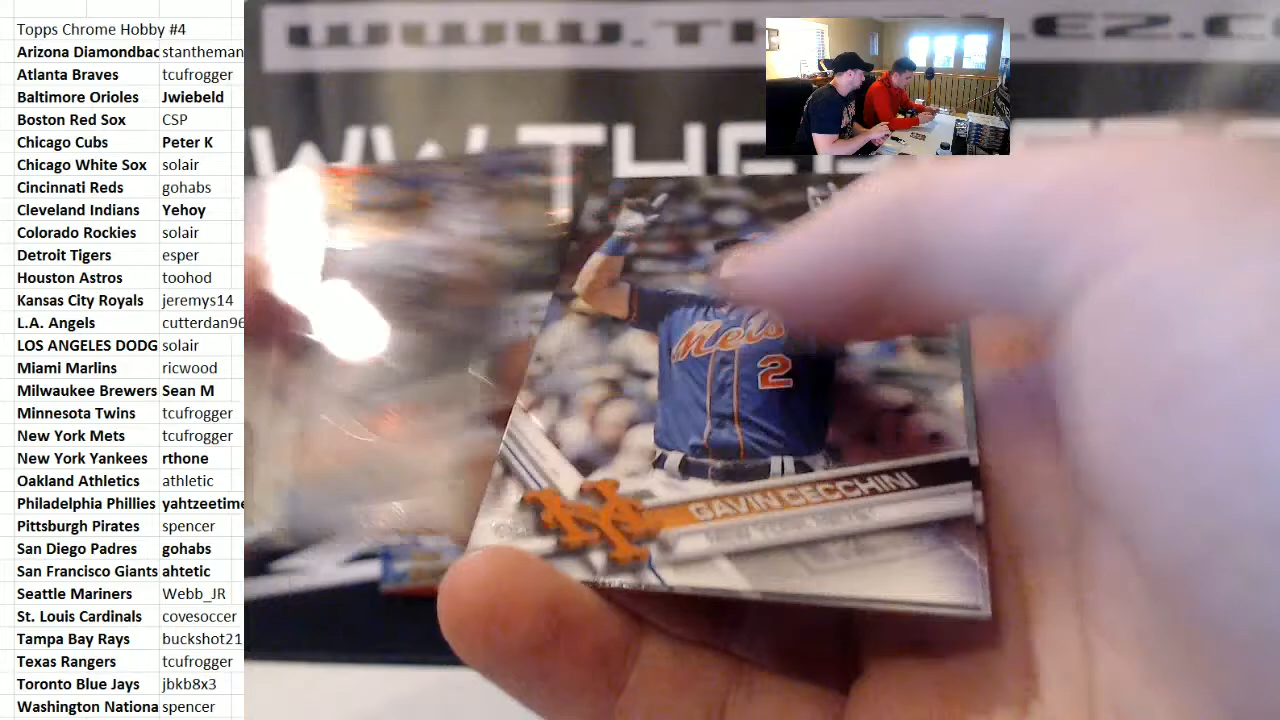 Topps Chrome Hobby #4
Arizona Diamondbac stantheman
Atlanta Braves tcufrogger
Baltimore Orioles Jwiebeld
Boston Red Sox CSP
Chicago Cubs Peter K
Chicago White Sox solair
Cincinnati Reds gohabs
Cleveland Indians Yehoy
Colorado Rockies solair
Detroit Tigers esper
Houston Astros toohod
Kansas City Royals jeremys14
L.A. Angels cutterdan96
LOS ANGELES DODG solair
Miami Marlins ricwood
Milwaukee Brewers Sean M
Minnesota Twins tcufrogger
New York Mets tcufrogger
New York Yankees rthone
Oakland Athletics athletic
Philadelphia Phillies yahtzeetime
Pittsburgh Pirates spencer
San Diego Padres gohabs
San Francisco Giants ahtetic
Seattle Mariners Webb_JR
St. Louis Cardinals covesoccer
Tampa Bay Rays buckshot21
Texas Rangers tcufrogger
Toronto Blue Jays jbkb8x3
Washington Nationa spencer
Mets
2
NY
GAVIN CECCHINI